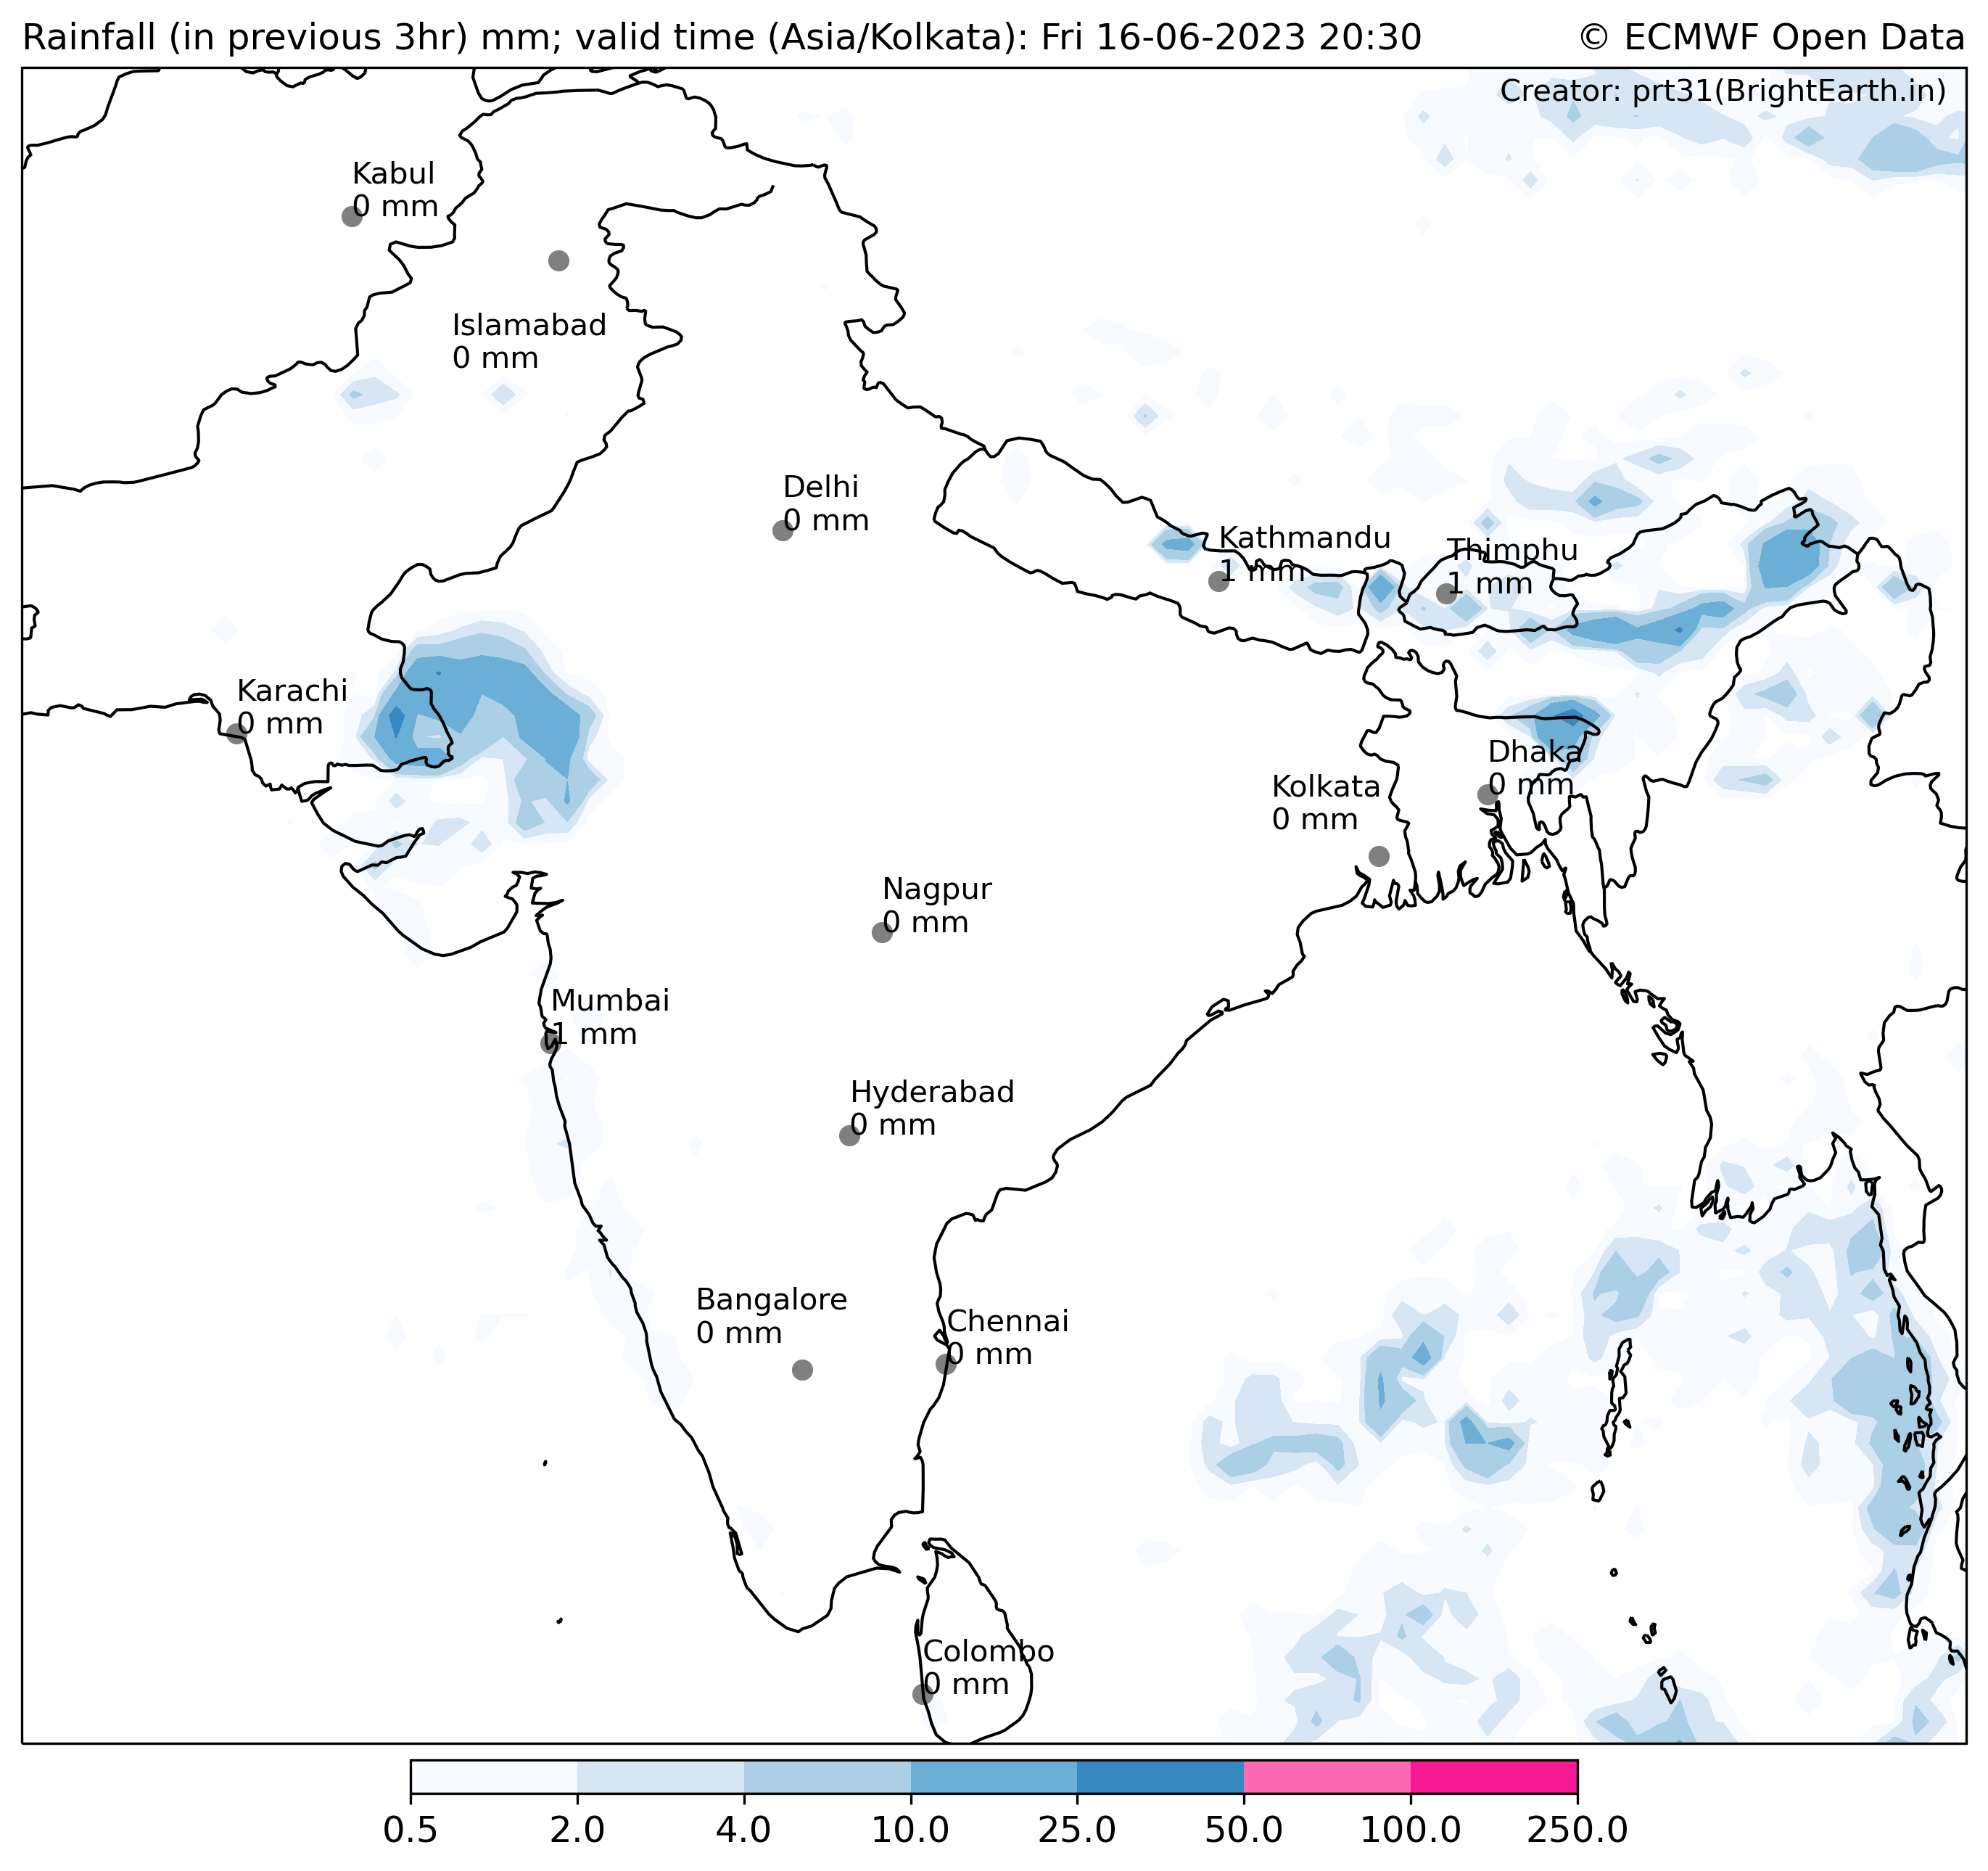 Rainfall (in previous 3hr) mm; valid time (Asia/Kolkata): Fri 16-06-2023 20:30
© ECMWF Open Data
Creator: prt31(BrightEarth.in)
Kabul
0 mm
Islamabad
0 mm
Delhi
0 mm
Kathmandu
1 mm
Thimphu
1 mm
Karachi
0 mm
Dhaka
0 mm
Kolkata
0 mm
Nagpur
0 mm
Mumbai
1 mm
Hyderabad
0 mm
Bangalore
0 mm
Chennai
0 mm
Colombo
0 mm
0.5 2.0 4.0 10.0 25.0 50.0 100.0 250.0